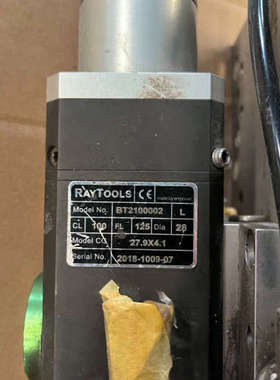 RAYTOOLS CE
Model No. BT2100002 L
CL 100 FL 125 Dia 28
Model CC 27.9X4.1
Serial No. 2018-1009-07